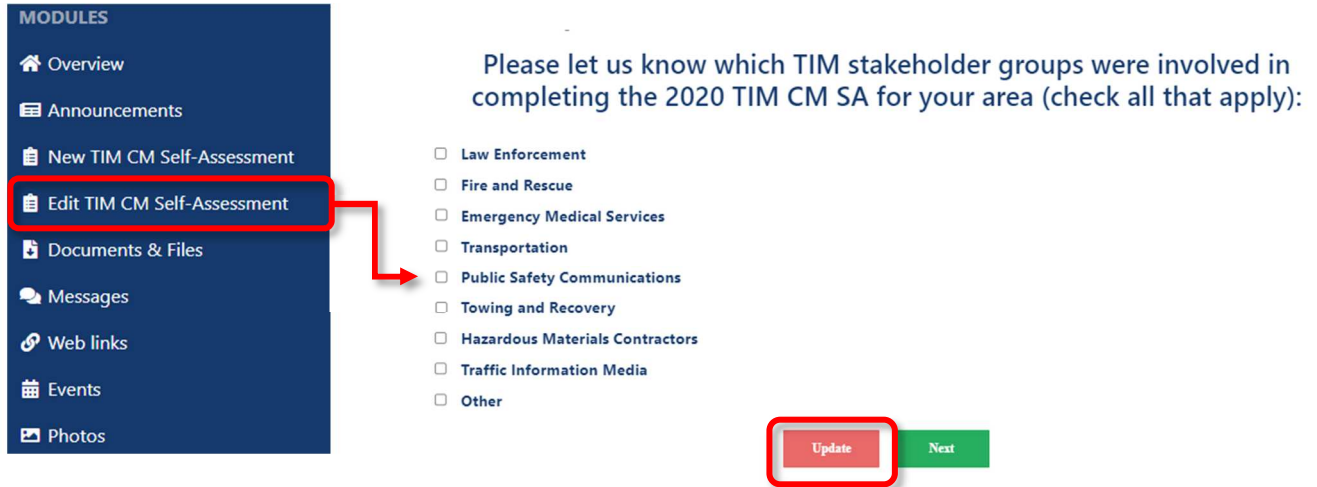 MODULES
Overview
Announcements
New TIM CM Self-Assessment
Edit TIM CM Self-Assessment
Documents & Files
Messages
Web links
Events
Photos
Please let us know which TIM stakeholder groups were involved in
completing the 2020 TIM CM SA for your area (check all that apply):
Law Enforcement
Fire and Rescue
Emergency Medical Services
Transportation
Public Safety Communications
Towing and Recovery
Hazardous Materials Contractors
Traffic Information Media
Other
Update
Next